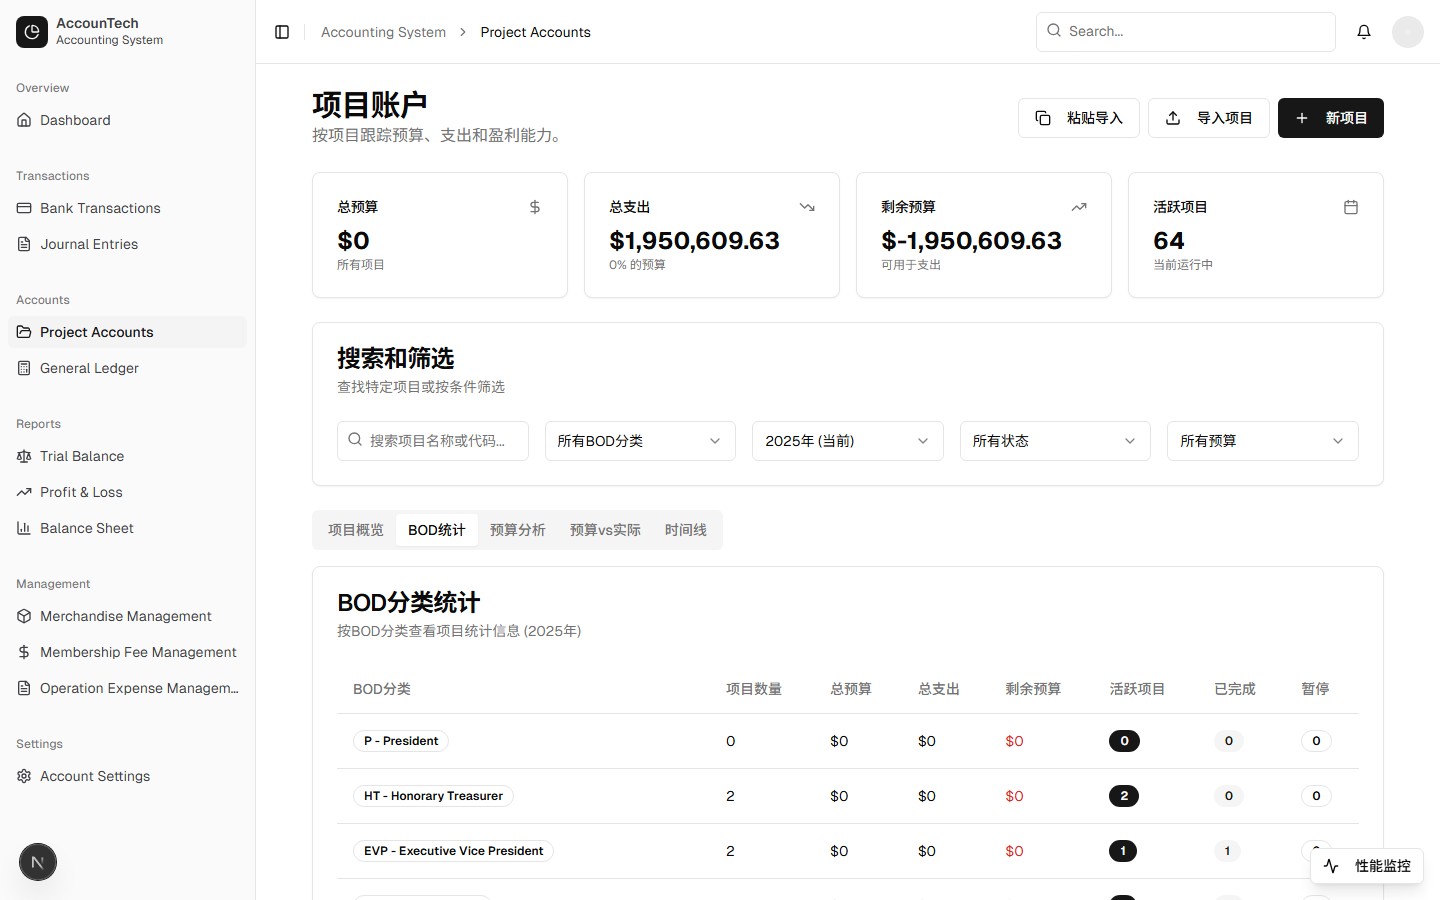 AccounTech
Accounting System
Overview
Dashboard
Transactions
Bank Transactions
Journal Entries
Accounts
Project Accounts
General Ledger
Reports
Trial Balance
Profit & Loss
Balance Sheet
Management
Merchandise Management
Membership Fee Management
Operation Expense Managem...
Settings
Account Settings
N
Accounting System > Project Accounts
Search...
项目账户
按项目跟踪预算、支出和盈利能力。
粘贴导入
导入项目
新项目
总预算
$0
所有项目
总支出
$1,950,609.63
0% 的预算
剩余预算
$-1,950,609.63
可用于支出
活跃项目
64
当前运行中
搜索和筛选
查找特定项目或按条件筛选
搜索项目名称或代码...
所有BOD分类
2025年 (当前)
所有状态
所有预算
项目概览 BOD统计 预算分析 预算vs实际 时间线
BOD分类统计
按BOD分类查看项目统计信息 (2025年)
BOD分类 项目数量 总预算 总支出 剩余预算 活跃项目 已完成 暂停
P - President 0 $0 $0 $0 0 0 0
HT - Honorary Treasurer 2 $0 $0 $0 2 0 0
EVP - Executive Vice President 2 $0 $0 $0 1 1
性能监控